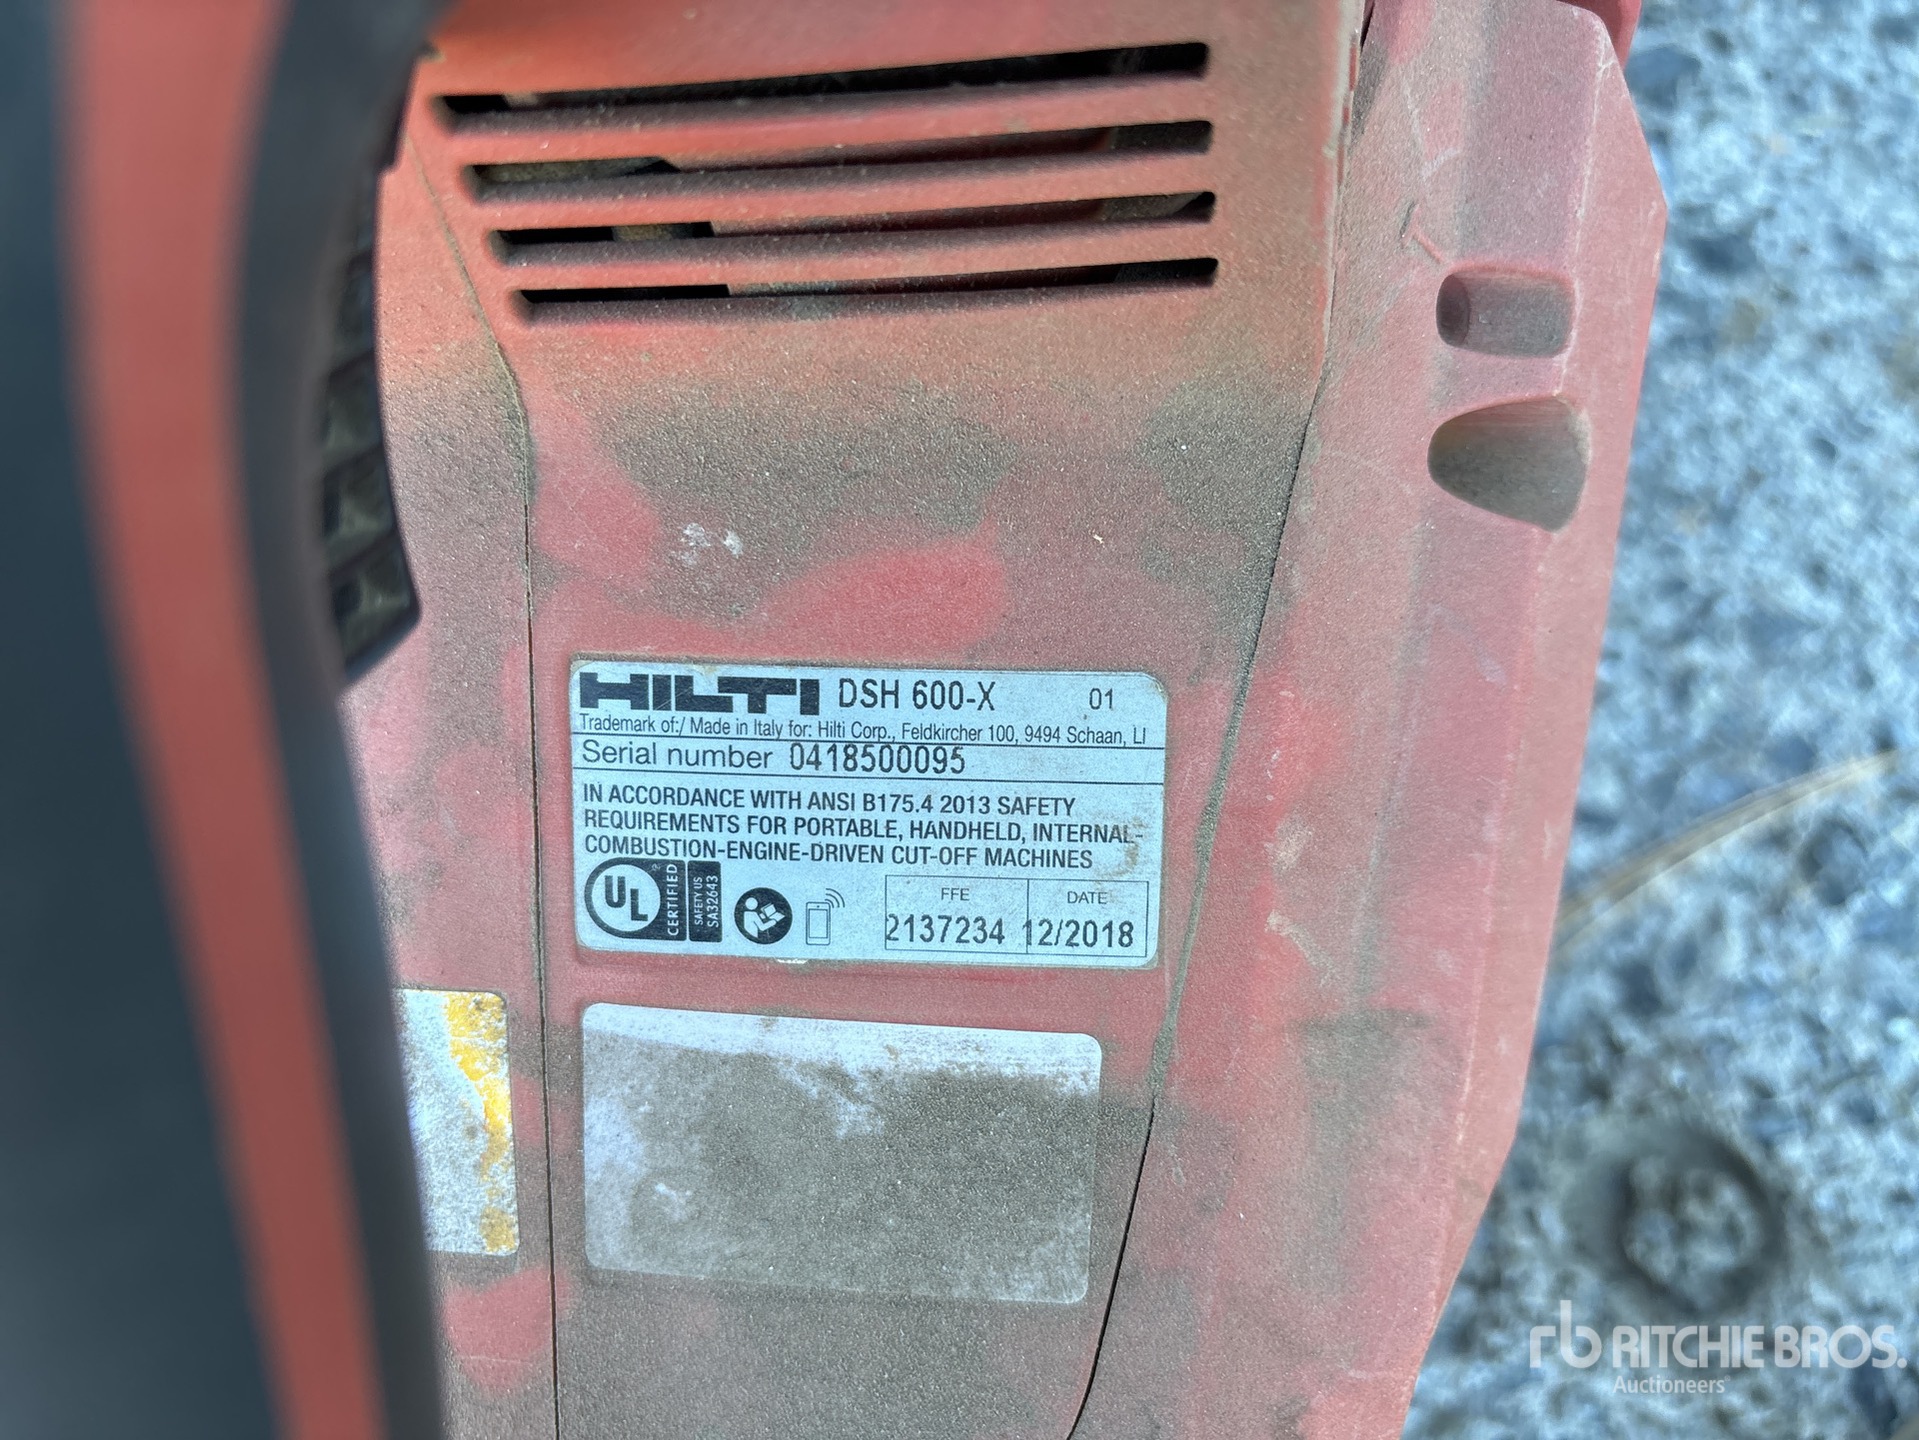 HILTI DSH 600-X 01
Trademark of:/ Made in Italy for: Hilti Corp., Feldkircher 100, 9494 Schaan, LI
Serial number 0418500095
IN ACCORDANCE WITH ANSI B175.4 2013 SAFETY
REQUIREMENTS FOR PORTABLE, HANDHELD, INTERNAL-
COMBUSTION-ENGINE-DRIVEN CUT-OFF MACHINES
UL
CERTIFIED
SAFETY US
SA32643
FFE DATE
2137234 12/2018
rb RITCHIE BROS.
Auctioneers